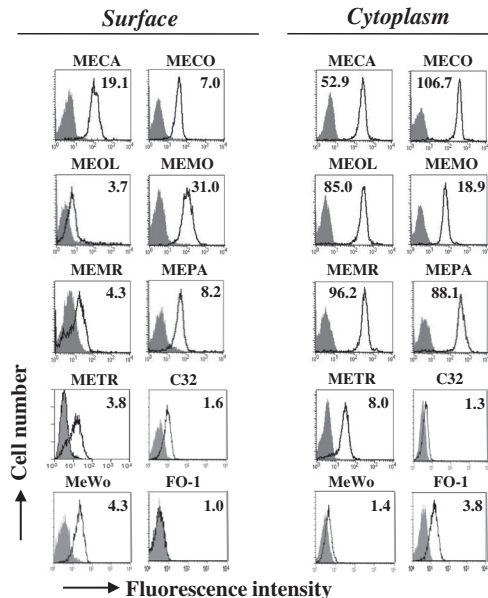 Surface Cytoplasm
MECA MECO MECA MECO
19.1 7.0 52.9 106.7
MEOL MEMO MEOL MEMO
3.7 31.0 85.0 18.9
MEMR MEPA MEMR MEPA
4.3 8.2 96.2 88.1
METR C32 METR C32
3.8 1.6 8.0 1.3
MeWo FO-1 MeWo FO-1
4.3 1.0 1.4 3.8
Cell number
Fluorescence intensity